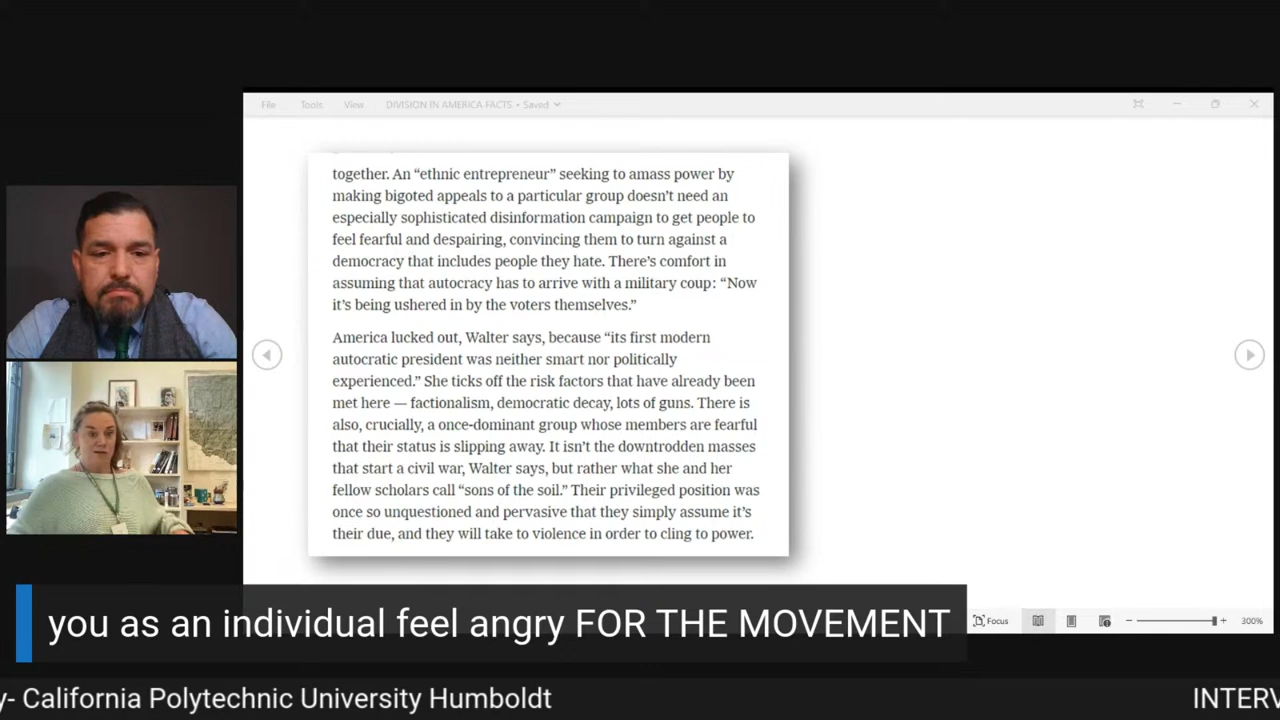 File Tools View DIVISION IN AMERICA FACTS • Saved
together. An “ethnic entrepreneur” seeking to amass power by
making bigoted appeals to a particular group doesn’t need an
especially sophisticated disinformation campaign to get people to
feel fearful and despairing, convincing them to turn against a
democracy that includes people they hate. There’s comfort in
assuming that autocracy has to arrive with a military coup: “Now
it’s being ushered in by the voters themselves.”
America lucked out, Walter says, because “its first modern
autocratic president was neither smart nor politically
experienced.” She ticks off the risk factors that have already been
met here — factionalism, democratic decay, lots of guns. There is
also, crucially, a once-dominant group whose members are fearful
that their status is slipping away. It isn’t the downtrodden masses
that start a civil war, Walter says, but rather what she and her
fellow scholars call “sons of the soil.” Their privileged position was
once so unquestioned and pervasive that they simply assume it’s
their due, and they will take to violence in order to cling to power.
you as an individual feel angry FOR THE MOVEMENT
Focus 300%
y- California Polytechnic University Humboldt
INTERV